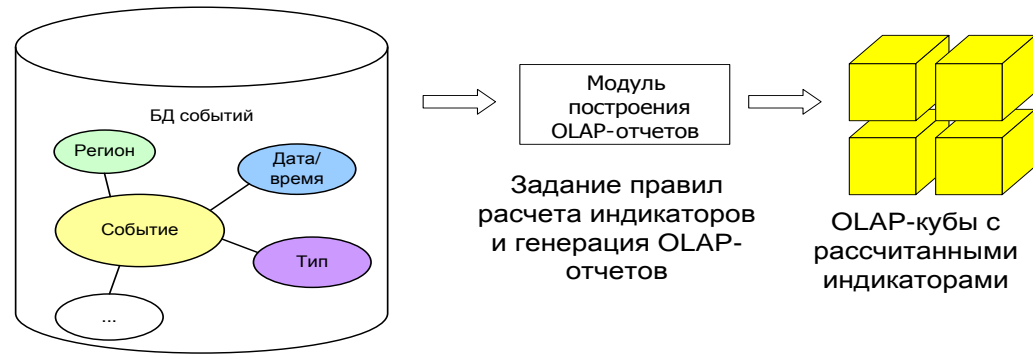 БД событий
Регион
Дата/
время
Событие
Тип
...
Модуль
построения
OLAP-отчетов
Задание правил
расчета индикаторов
и генерация OLAP-
отчетов
OLAP-кубы с
рассчитанными
индикаторами